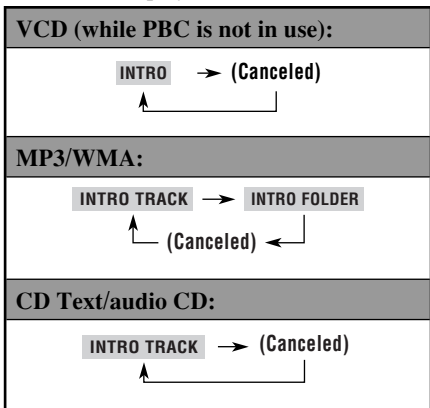 VCD (while PBC is not in use):
INTRO (Canceled)
MP3/WMA:
INTRO TRACK INTRO FOLDER
(Canceled)
CD Text/audio CD:
INTRO TRACK (Canceled)